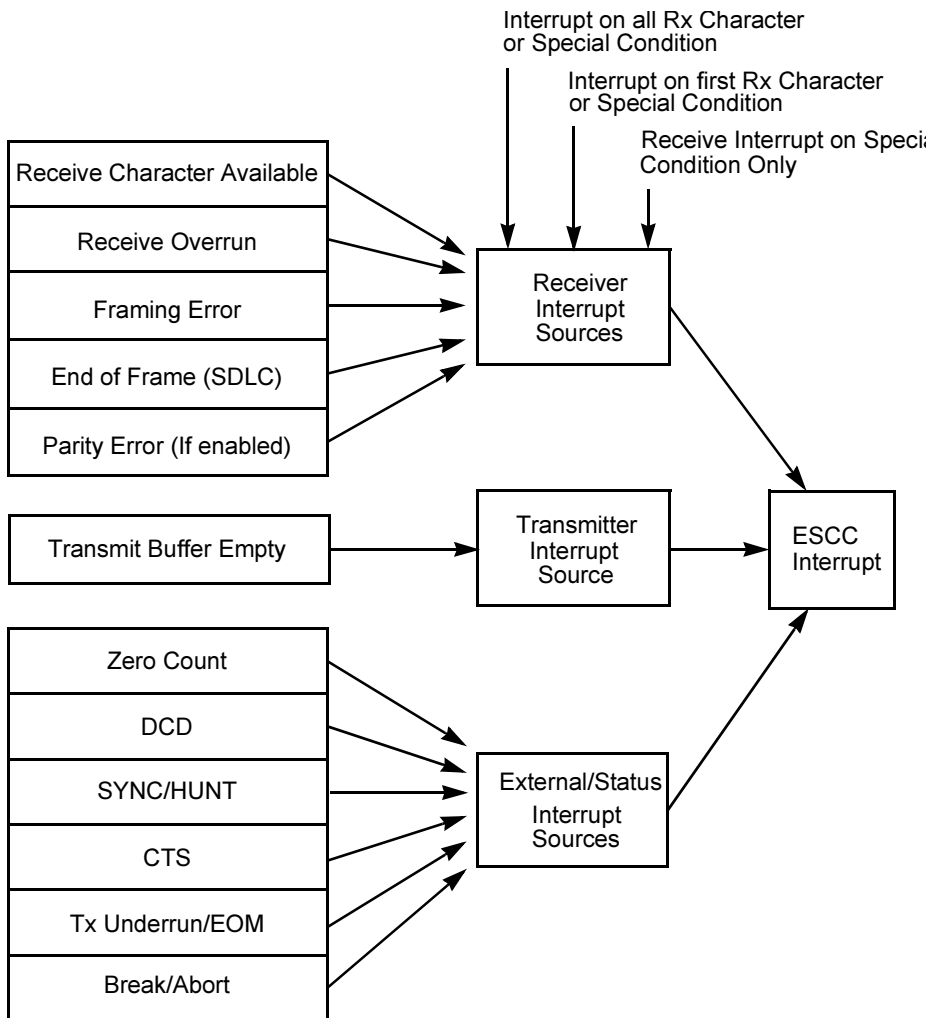 Interrupt on all Rx Character
or Special Condition
Interrupt on first Rx Character
or Special Condition
Receive Interrupt on
Condition Only
Receive Character Available
Receive Overrun
Framing Error
End of Frame (SDLC)
Parity Error (If enabled)
Receiver
Interrupt
Sources
Transmit Buffer Empty
Transmitter
Interrupt
Source
ESCC
Interrupt
Zero Count
DCD
SYNC/HUNT
CTS
Tx Underrun/EOM
Break/Abort
External/Status
Interrupt
Sources